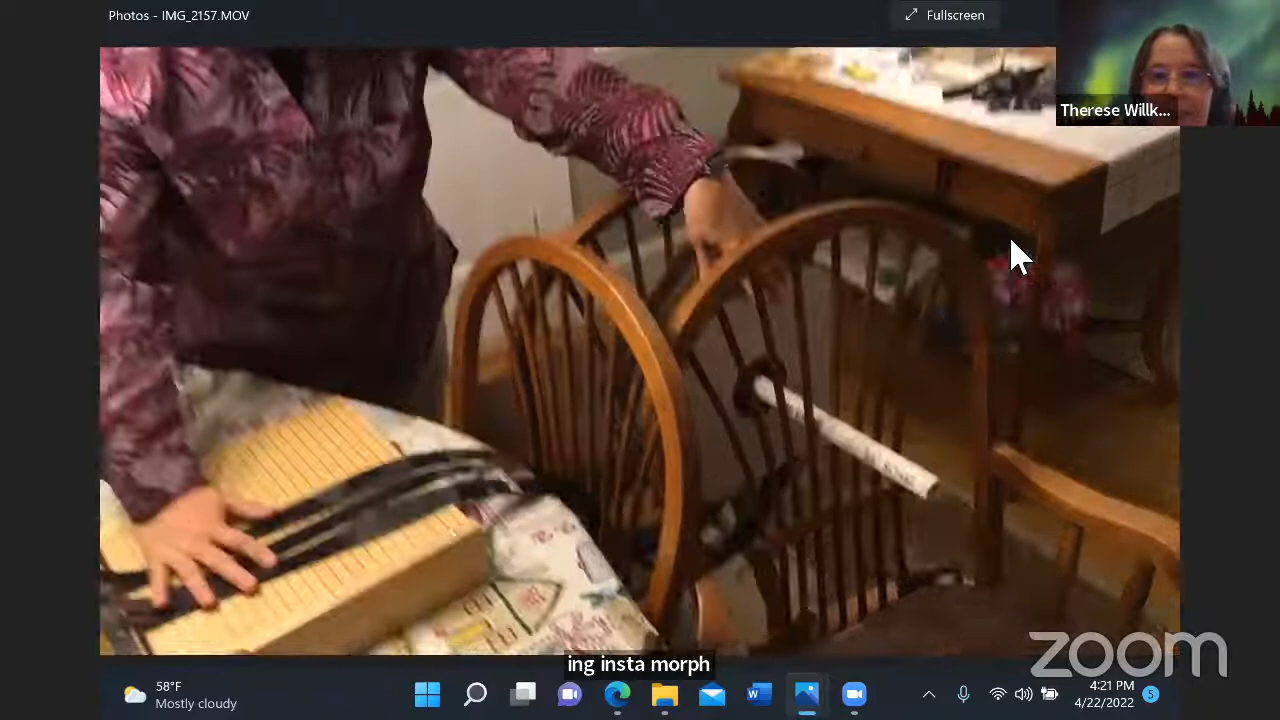 Photos - IMG_2157.MOV
Fullscreen
Therese Willk...
ing insta morph
zoom
58°F
Mostly cloudy
4:21 PM
4/22/2022
5